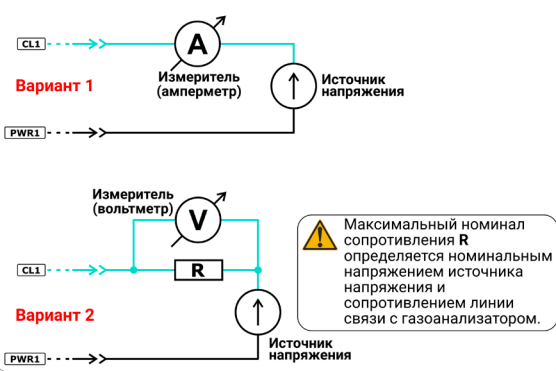 CL1
A
Измеритель
(амперметр)
Вариант 1
Источник
напряжения
PWR1
Измеритель
(вольтметр)
V
CL1
R
Вариант 2
Источник
напряжения
PWR1
Максимальный номинал
сопротивления R
определяется номинальным
напряжением источника
напряжения и
сопротивлением линии
связи с газоанализатором.